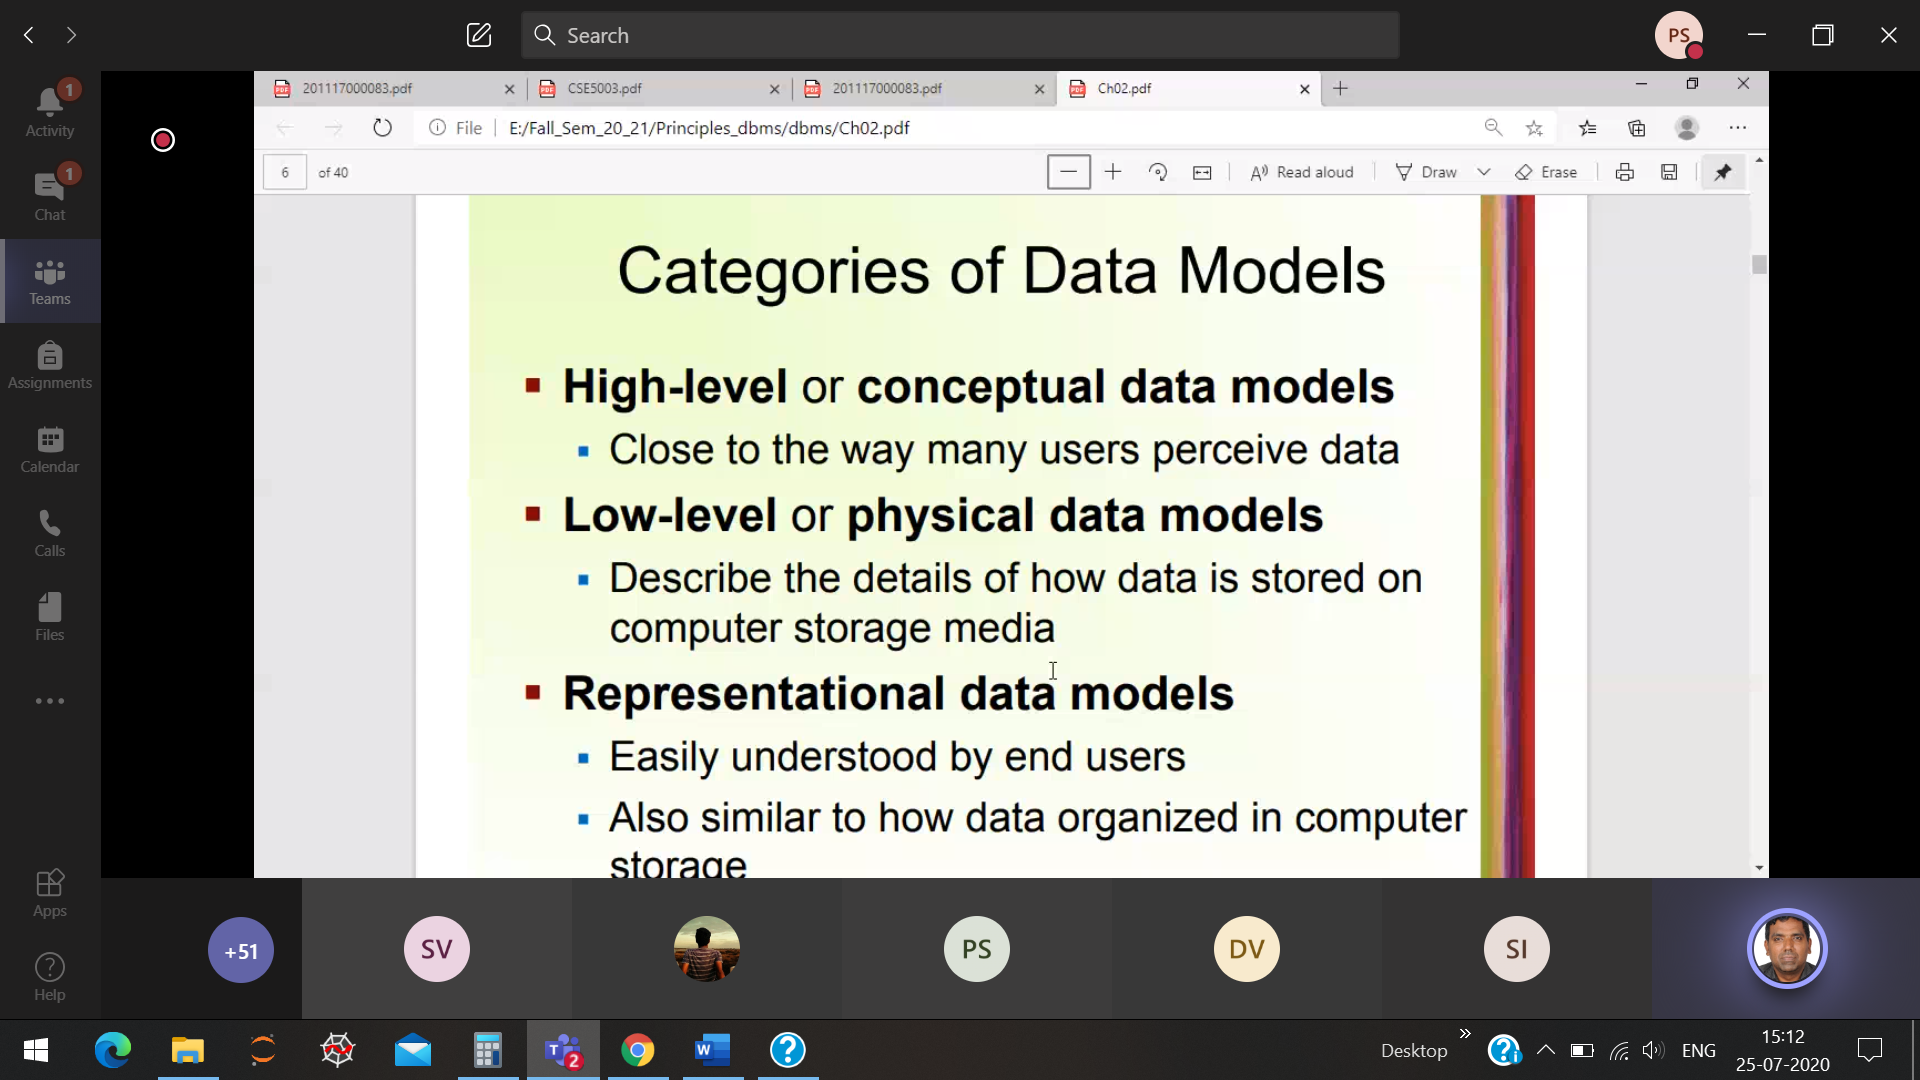 Search
PS
201117000083.pdf
CSE5003.pdf
201117000083.pdf
Ch02.pdf
File
E:/Fall_Sem_20_21/Principles_dbms/dbms/Ch02.pdf
6 of 40
Read aloud
Draw
Erase
1
Activity
1
Chat
Teams
Assignments
Calendar
Calls
Files
Apps
Help
Categories of Data Models
High-level or conceptual data models
Close to the way many users perceive data
Low-level or physical data models
Describe the details of how data is stored on
computer storage media
Representational data models
Easily understood by end users
Also similar to how data organized in computer
storage
+51
SV
PS
DV
SI
2
Desktop
ENG
15:12
25-07-2020